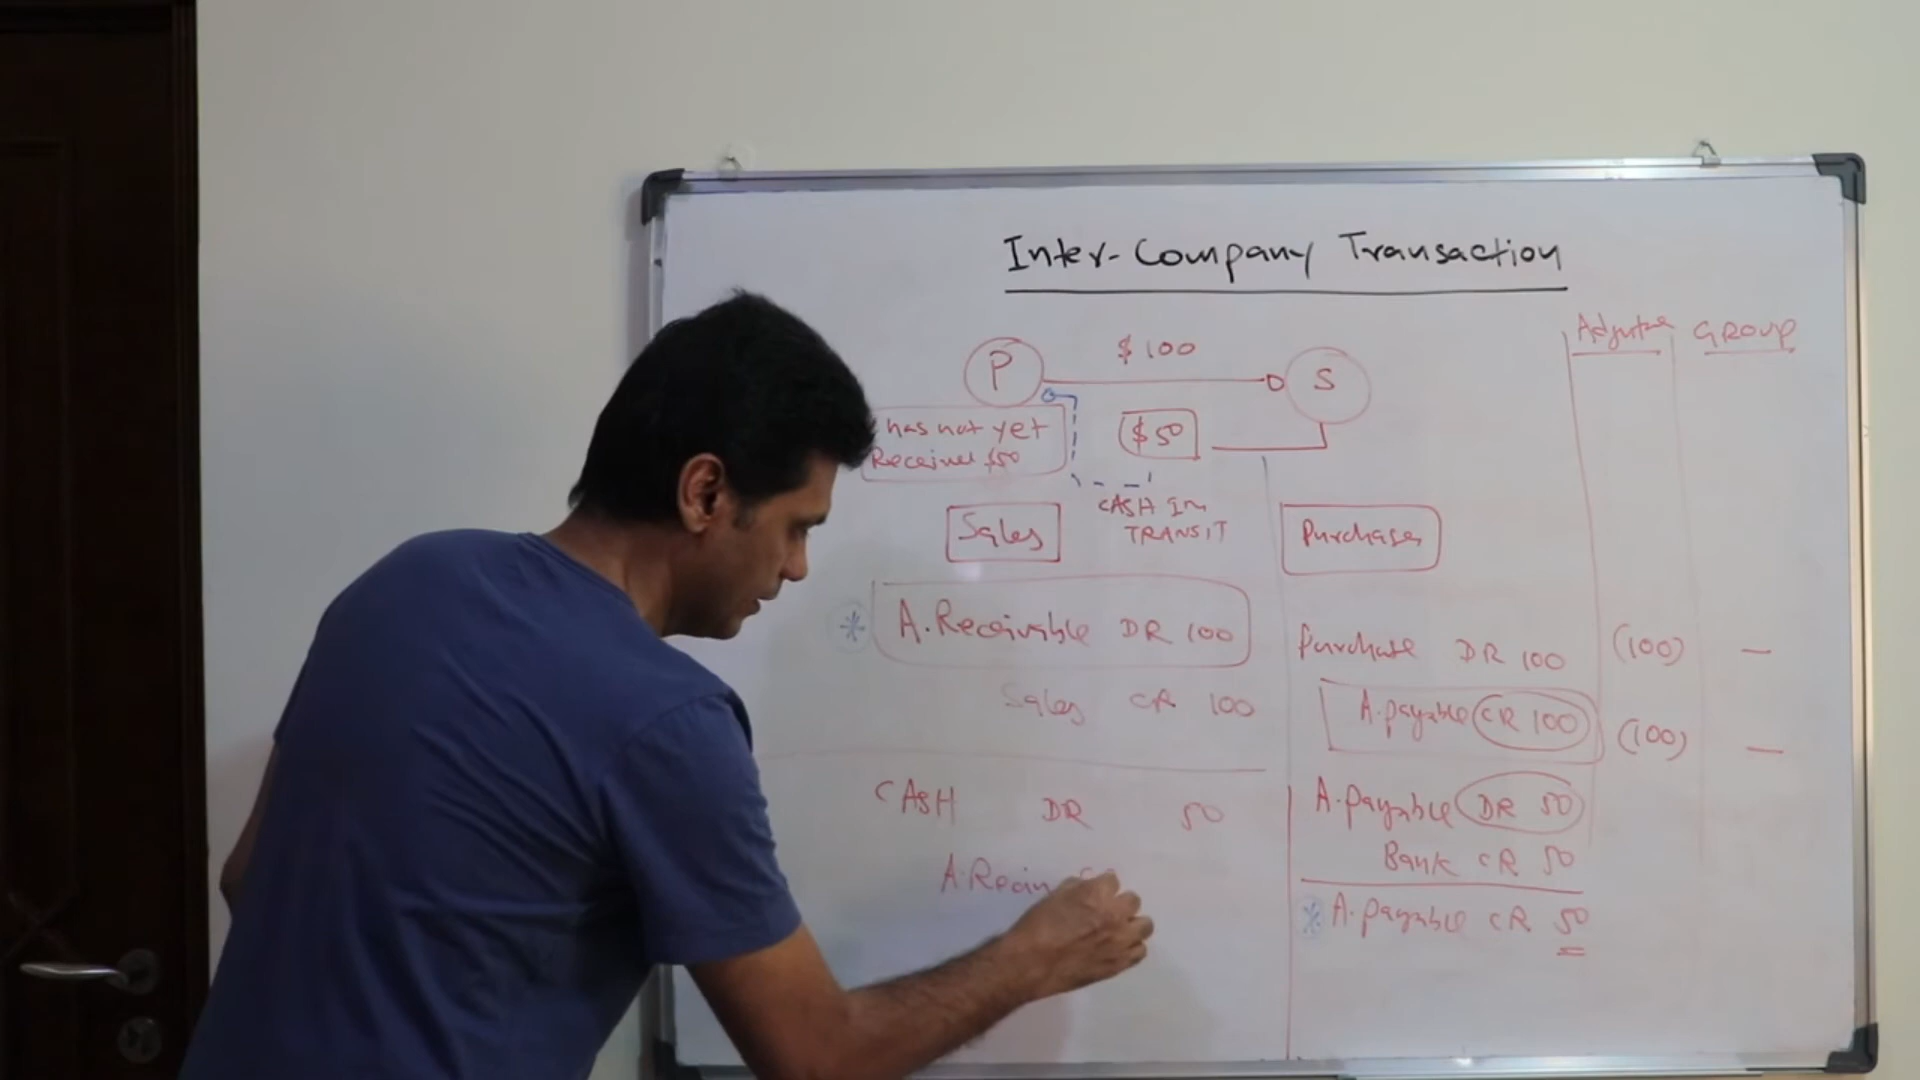 Inter-Company Transaction
GROUP
P
$100
S
has not yet
$50
Received $50
CASH IN
TRANSIT
Sales
Purchases
* A.Receivable DR 100
Sales CR 100
Purchase DR 100 (100) —
A.payable CR 100 (100) —
CASH DR 50
A.payable DR 50
Bank CR 50
* A.payable CR 50